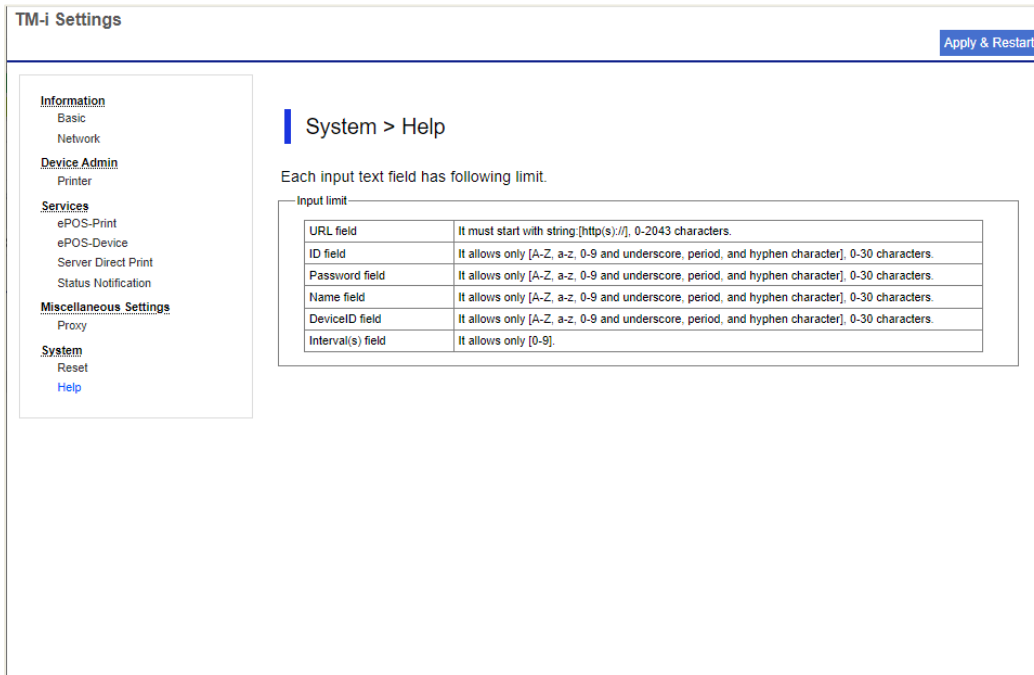 TM-i Settings
Apply & Restart
Information
Basic
Network
Device Admin
Printer
Services
ePOS-Print
ePOS-Device
Server Direct Print
Status Notification
Miscellaneous Settings
Proxy
System
Reset
Help
System > Help
Each input text field has following limit.
Input limit
URL field It must start with string:[http(s)://], 0-2043 characters.
ID field It allows only [A-Z, a-z, 0-9 and underscore, period, and hyphen character], 0-30 characters.
Password field It allows only [A-Z, a-z, 0-9 and underscore, period, and hyphen character], 0-30 characters.
Name field It allows only [A-Z, a-z, 0-9 and underscore, period, and hyphen character], 0-30 characters.
DeviceID field It allows only [A-Z, a-z, 0-9 and underscore, period, and hyphen character], 0-30 characters.
Interval(s) field It allows only [0-9].